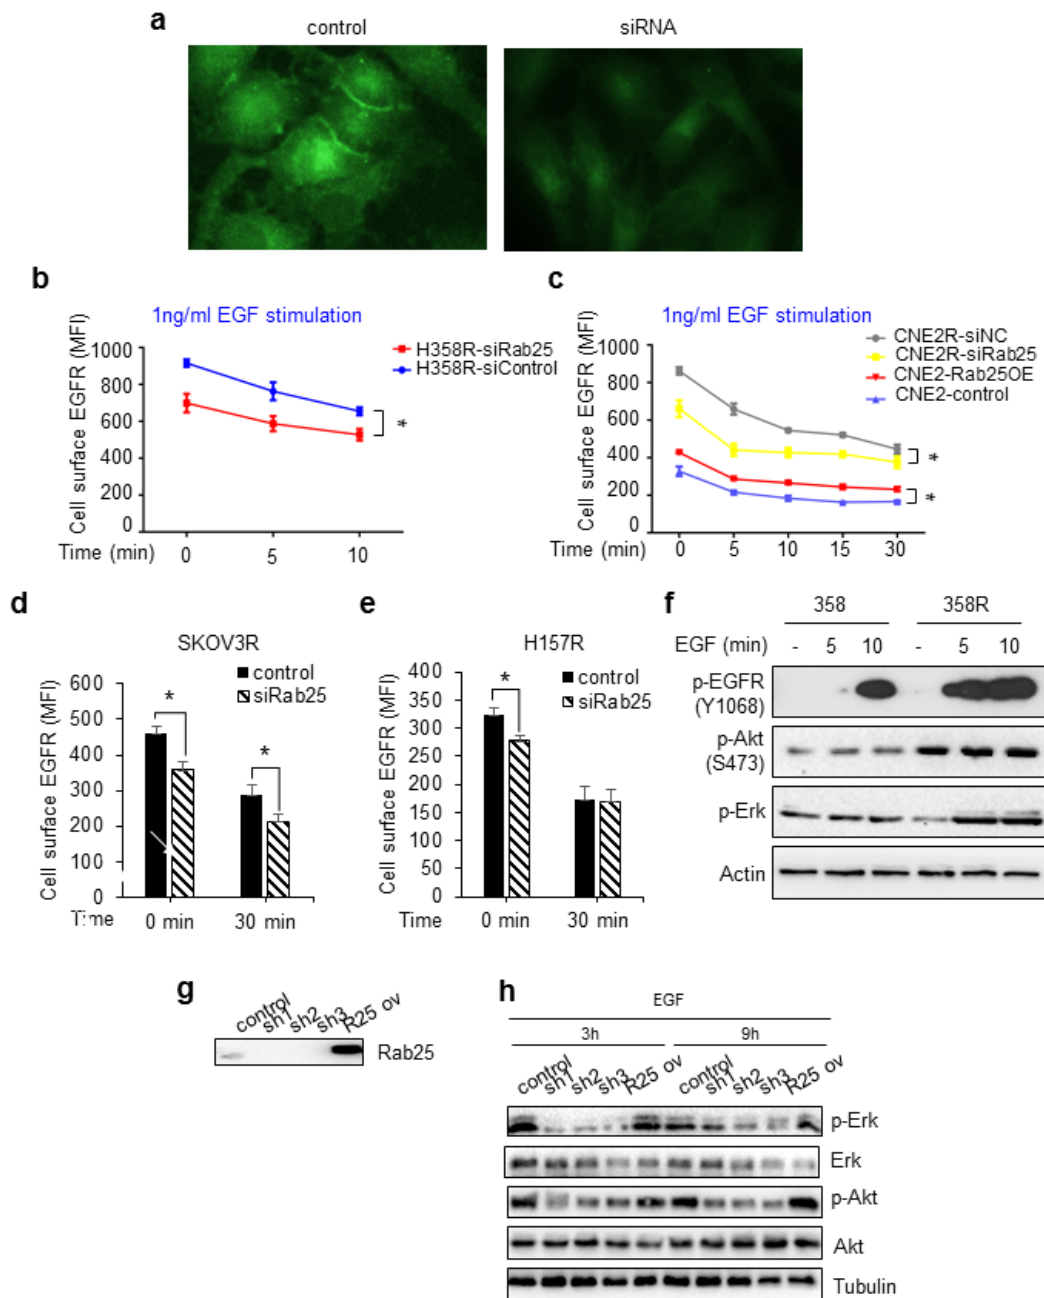 a
control
siRNA
b
1ng/ml EGF stimulation
Cell surface EGFR (MFI)
1000
800
600
400
200
0
H358R-siRab25
H358R-siControl
*
Time (min)
0
5
10
c
1ng/ml EGF stimulation
Cell surface EGFR (MFI)
1000
800
600
400
200
0
CNE2R-siNC
CNE2R-siRab25
CNE2-Rab25OE
CNE2-control
*
*
Time (min)
0
5
10
15
30
d
SKOV3R
control
siRab25
Cell surface EGFR (MFI)
600
500
400
300
200
100
0
*
*
Time
0 min
30 min
e
H157R
control
siRab25
Cell surface EGFR (MFI)
400
350
300
250
200
150
100
50
0
*
Time
0 min
30 min
f
358
358R
EGF (min)
-
5
10
-
5
10
p-EGFR
(Y1068)
p-Akt
(S473)
p-Erk
Actin
g
control
sh1
sh2
sh3
R25 ov
Rab25
h
EGF
3h
9h
control
sh1
sh2
sh3
R25 ov
control
sh1
sh2
sh3
R25 ov
p-Erk
Erk
p-Akt
Akt
Tubulin